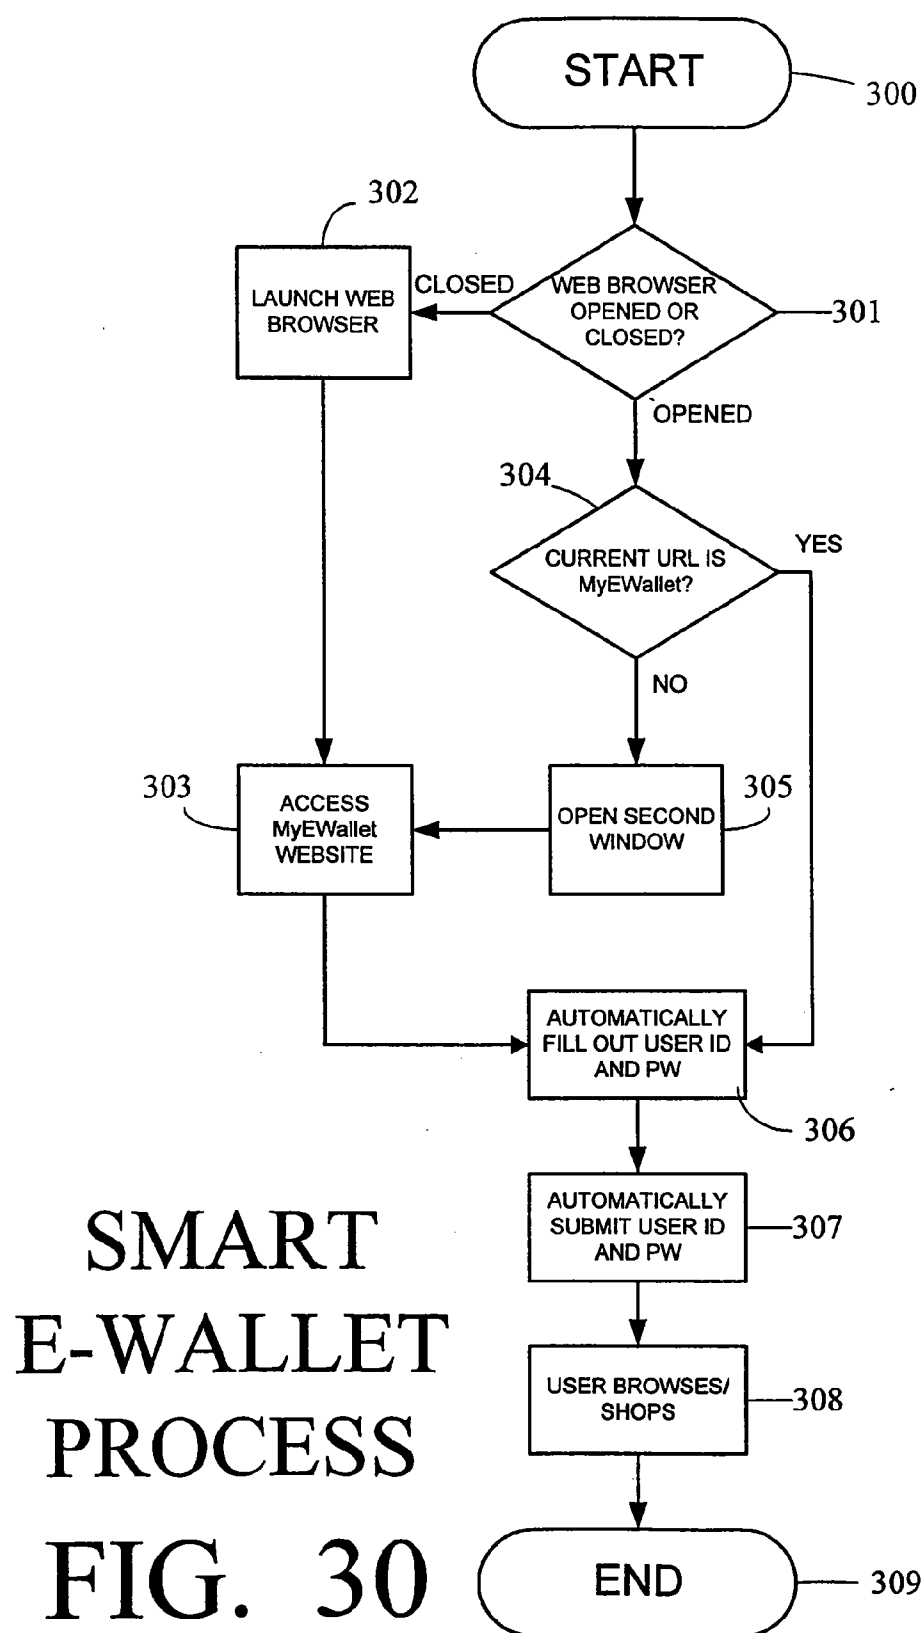 START
300
302
LAUNCH WEB
BROWSER
CLOSED
WEB BROWSER
OPENED OR
CLOSED?
301
OPENED
304
CURRENT URL IS
MyEWallet?
YES
NO
303
ACCESS
MyEWallet
WEBSITE
OPEN SECOND
WINDOW
305
AUTOMATICALLY
FILL OUT USER ID
AND PW
306
AUTOMATICALLY
SUBMIT USER ID
AND PW
307
USER BROWSES/
SHOPS
308
END
309
SMART
E-WALLET
PROCESS
FIG. 30